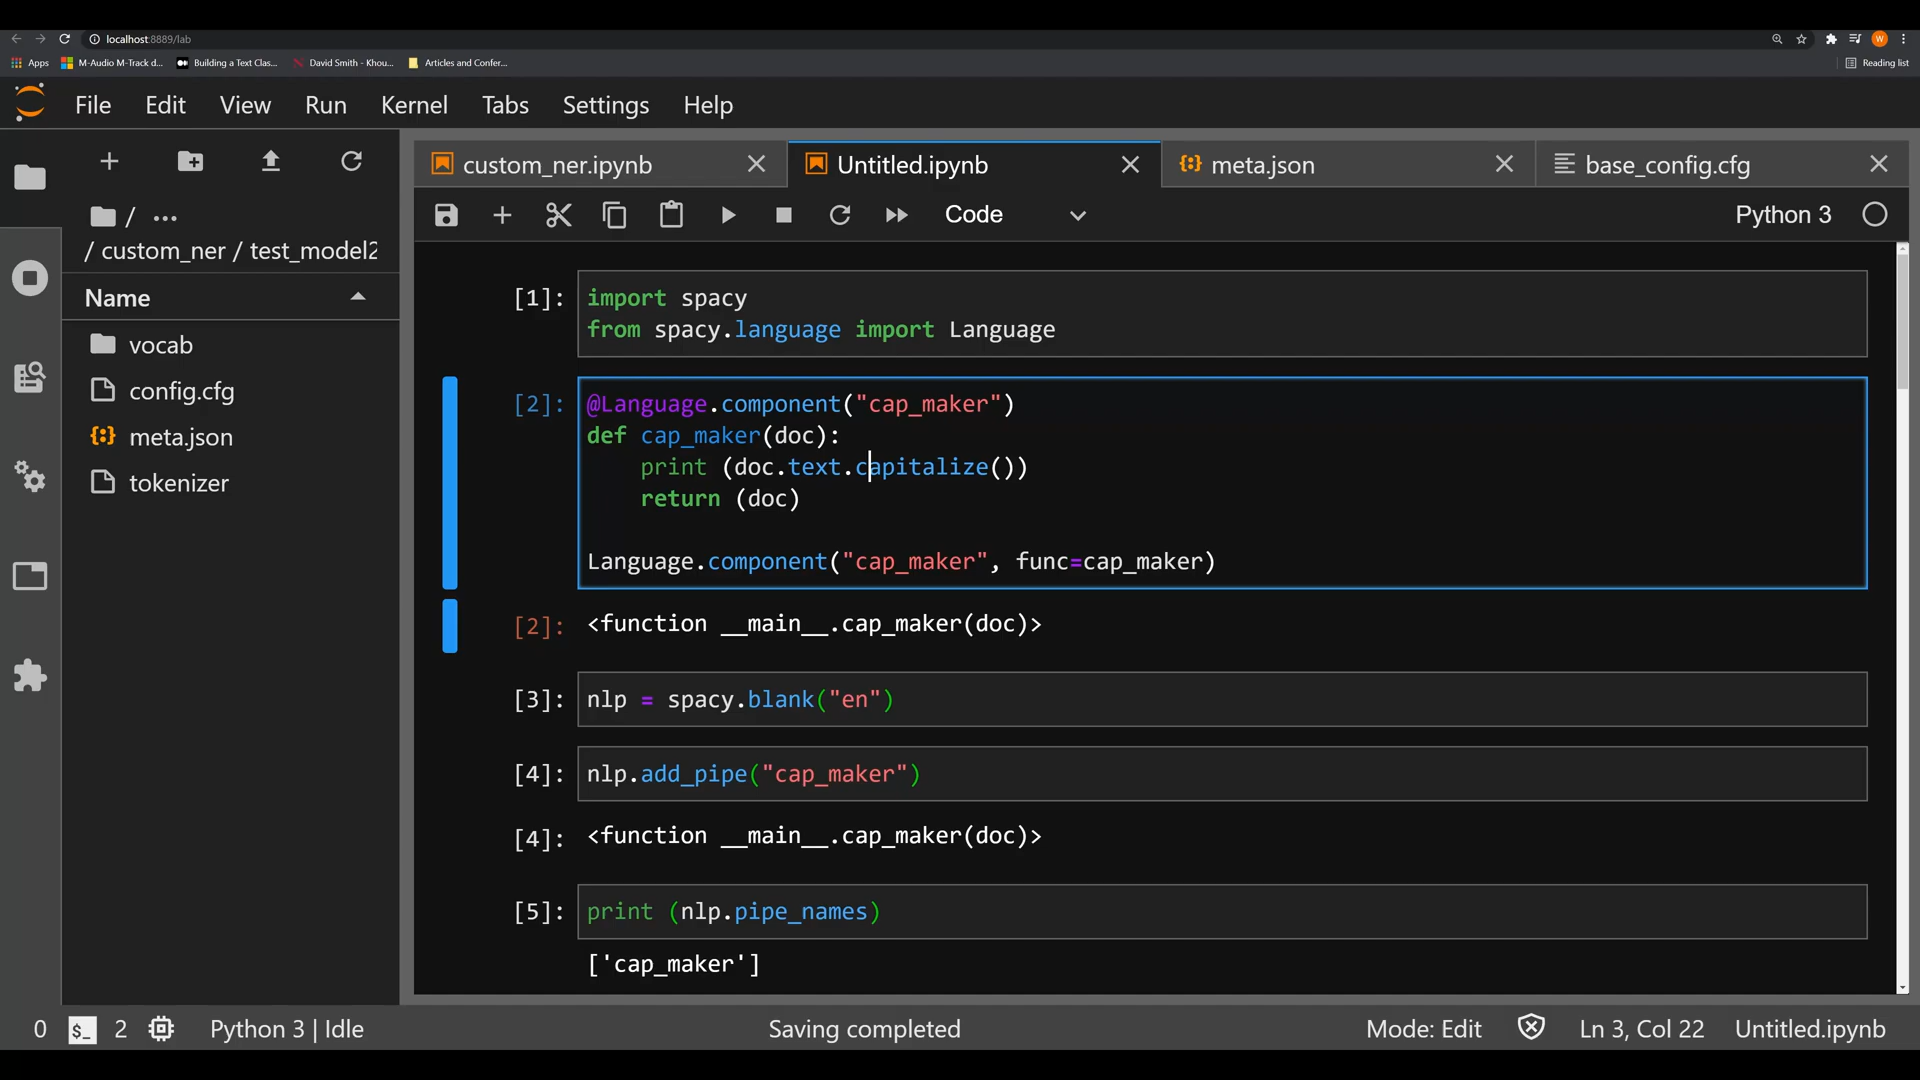 localhost:8889/lab
Apps
M-Audio M-Track d...
Building a Text Clas...
David Smith - Khou...
Articles and Confer...
Reading list
W
File Edit View Run Kernel Tabs Settings Help
custom_ner.ipynb
Untitled.ipynb
meta.json
base_config.cfg
/ ...
/ custom_ner / test_model2
Code
Python 3
Name
vocab
config.cfg
meta.json
tokenizer
[1]:
import spacy
from spacy.language import Language
[2]:
@Language.component("cap_maker")
def cap_maker(doc):
    print (doc.text.capitalize())
    return (doc)
Language.component("cap_maker", func=cap_maker)
[2]:
<function __main__.cap_maker(doc)>
[3]:
nlp = spacy.blank("en")
[4]:
nlp.add_pipe("cap_maker")
[4]:
<function __main__.cap_maker(doc)>
[5]:
print (nlp.pipe_names)
['cap_maker']
0 $_ 2 Python 3 | Idle
Saving completed
Mode: Edit
Ln 3, Col 22
Untitled.ipynb